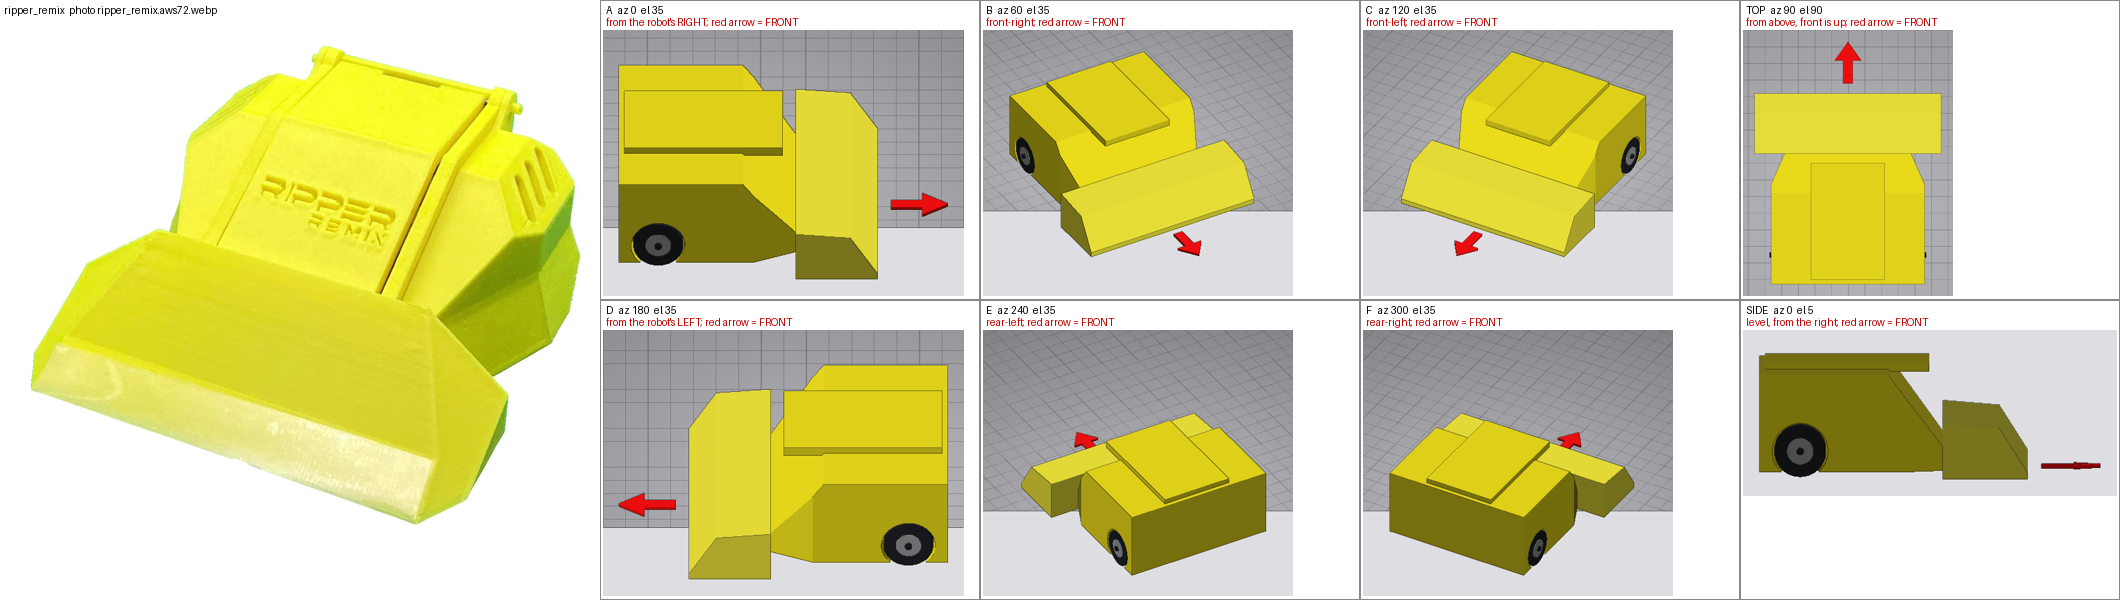 ripper_remix photo ripper_remix.aws72.webp
RIPPER
REMIX
A az 0 el 35
from the robot's RIGHT; red arrow = FRONT
B az 60 el 35
front-right; red arrow = FRONT
C az 120 el 35
front-left; red arrow = FRONT
TOP az 90 el 90
from above, front is up; red arrow = FRONT
D az 180 el 35
from the robot's LEFT; red arrow = FRONT
E az 240 el 35
rear-left; red arrow = FRONT
F az 300 el 35
rear-right; red arrow = FRONT
SIDE az 0 el 5
level, from the right; red arrow = FRONT